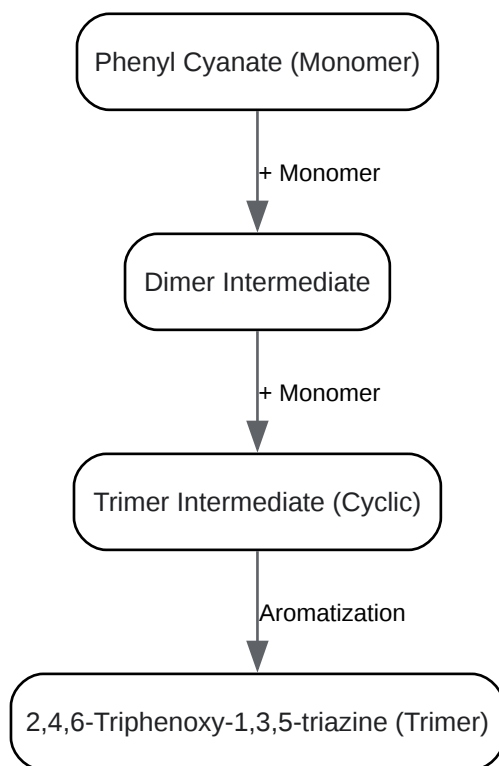 Phenyl Cyanate (Monomer)
+ Monomer
Dimer Intermediate
+ Monomer
Trimer Intermediate (Cyclic)
Aromatization
2,4,6-Triphenoxy-1,3,5-triazine (Trimer)